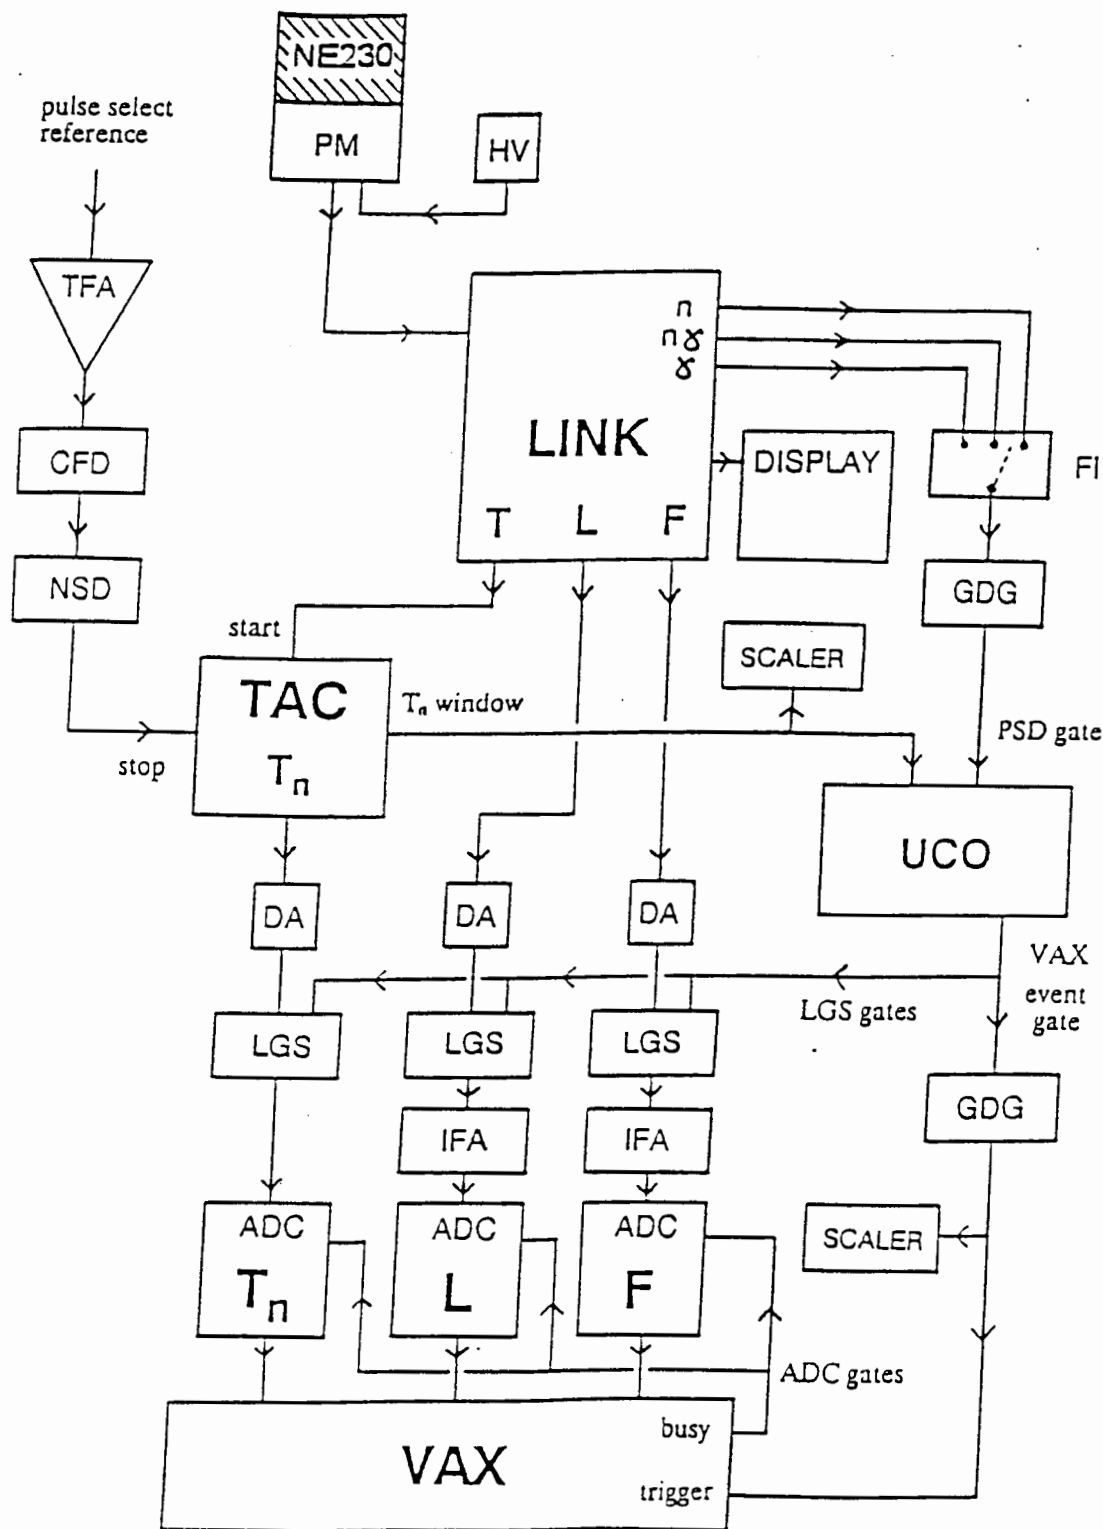 NE230
pulse select
reference
PM
HV
TFA
n
nγ
γ
CFD
LINK
DISPLAY
FI
T L F
NSD
GDG
start
SCALER
TAC
Tn window
PSD gate
stop
Tn
UCO
DA
DA
DA
VAX
event
gate
LGS gates
LGS
LGS
LGS
GDG
IFA
IFA
ADC
ADC
ADC
SCALER
Tn
L
F
ADC gates
busy
VAX
trigger